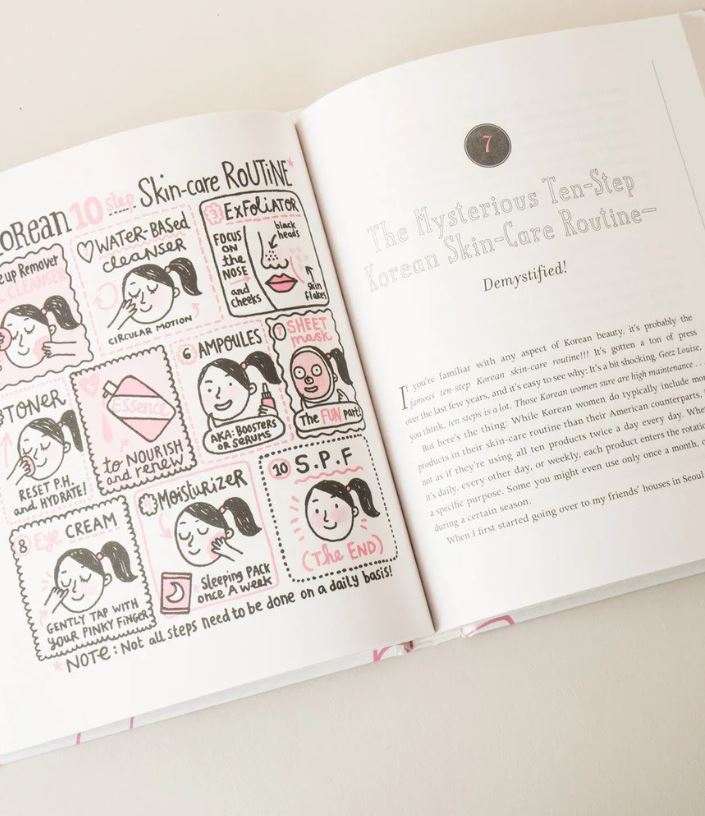 Korean 10 step Skin-care RoUTiNE*
up Remover
CLEANSER
WATER-BAsed
cleanser
CIRCULAR MOTION
3 ExFoliATOR
FOCUS
ON
the
NOSE
and
cheeks
black
heads
skin
flakes
TONER
RESET P.H.
and HYDRATE!
Essence
to NOURISH
and renew
6 AMPOULES
AKA: BOOSTERS
OR SERUMS
SHEET
mask
The FUN part!
8 Eye CREAM
GENTLY TAP WITH
your PINKY FINGER
Moisturizer
SLEEPING PACK
once A week
10 S.P.F
(The END)
*NOTE: Not all steps need to be done on a daily basis!
7
The Mysterious Ten-Step
Korean Skin-Care Routine—
Demystified!
If you're familiar with any aspect of Korean beauty, it's probably the
famous ten-step Korean skin-care routine!!! It's gotten a ton of press
over the last few years, and it's easy to see why: It's a bit shocking. Geez Louise,
you think, ten steps is a lot. Those Korean women sure are high maintenance . .
But here's the thing: While Korean women do typically include mor
products in their skin-care routine than their American counterparts,
not as if they're using all ten products twice a day every day. Whe
it's daily, every other day, or weekly, each product enters the rotati
a specific purpose. Some you might even use only once a month, o
during a certain season.
When I first started going over to my friends' houses in Seoul